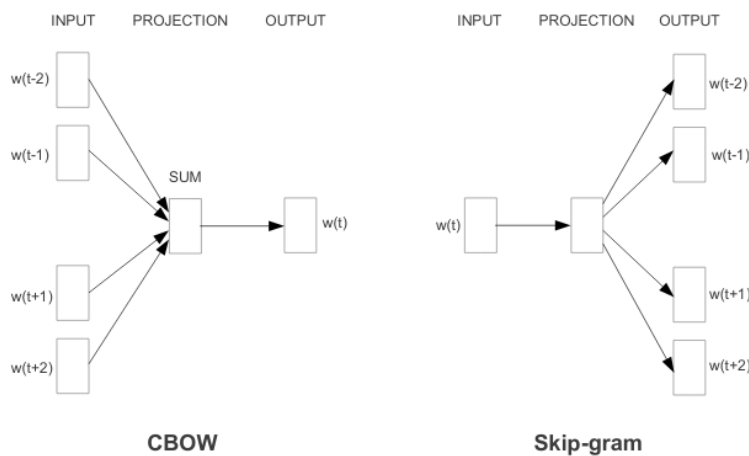 INPUT PROJECTION OUTPUT
w(t-2)
w(t-1)
SUM
w(t)
w(t+1)
w(t+2)
CBOW
INPUT PROJECTION OUTPUT
w(t-2)
w(t-1)
w(t)
w(t+1)
w(t+2)
Skip-gram